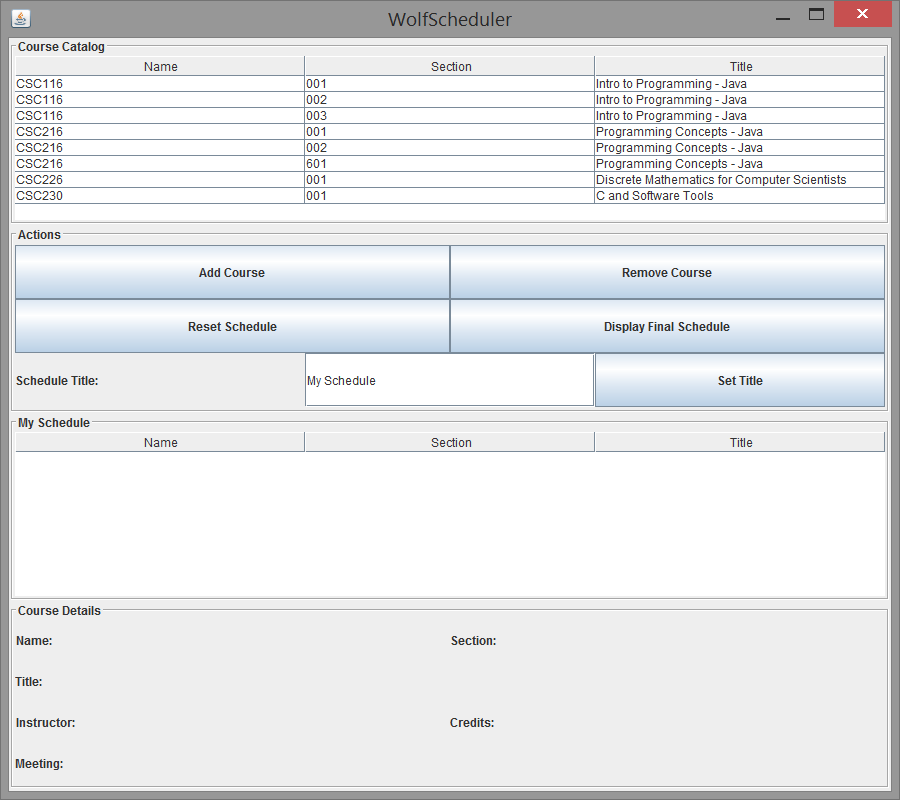 WolfScheduler
Course Catalog
Name Section Title
CSC116 001 Intro to Programming - Java
CSC116 002 Intro to Programming - Java
CSC116 003 Intro to Programming - Java
CSC216 001 Programming Concepts - Java
CSC216 002 Programming Concepts - Java
CSC216 601 Programming Concepts - Java
CSC226 001 Discrete Mathematics for Computer Scientists
CSC230 001 C and Software Tools
Actions
Add Course Remove Course
Reset Schedule Display Final Schedule
Schedule Title: My Schedule Set Title
My Schedule
Name Section Title
Course Details
Name: Section:
Title:
Instructor: Credits:
Meeting: